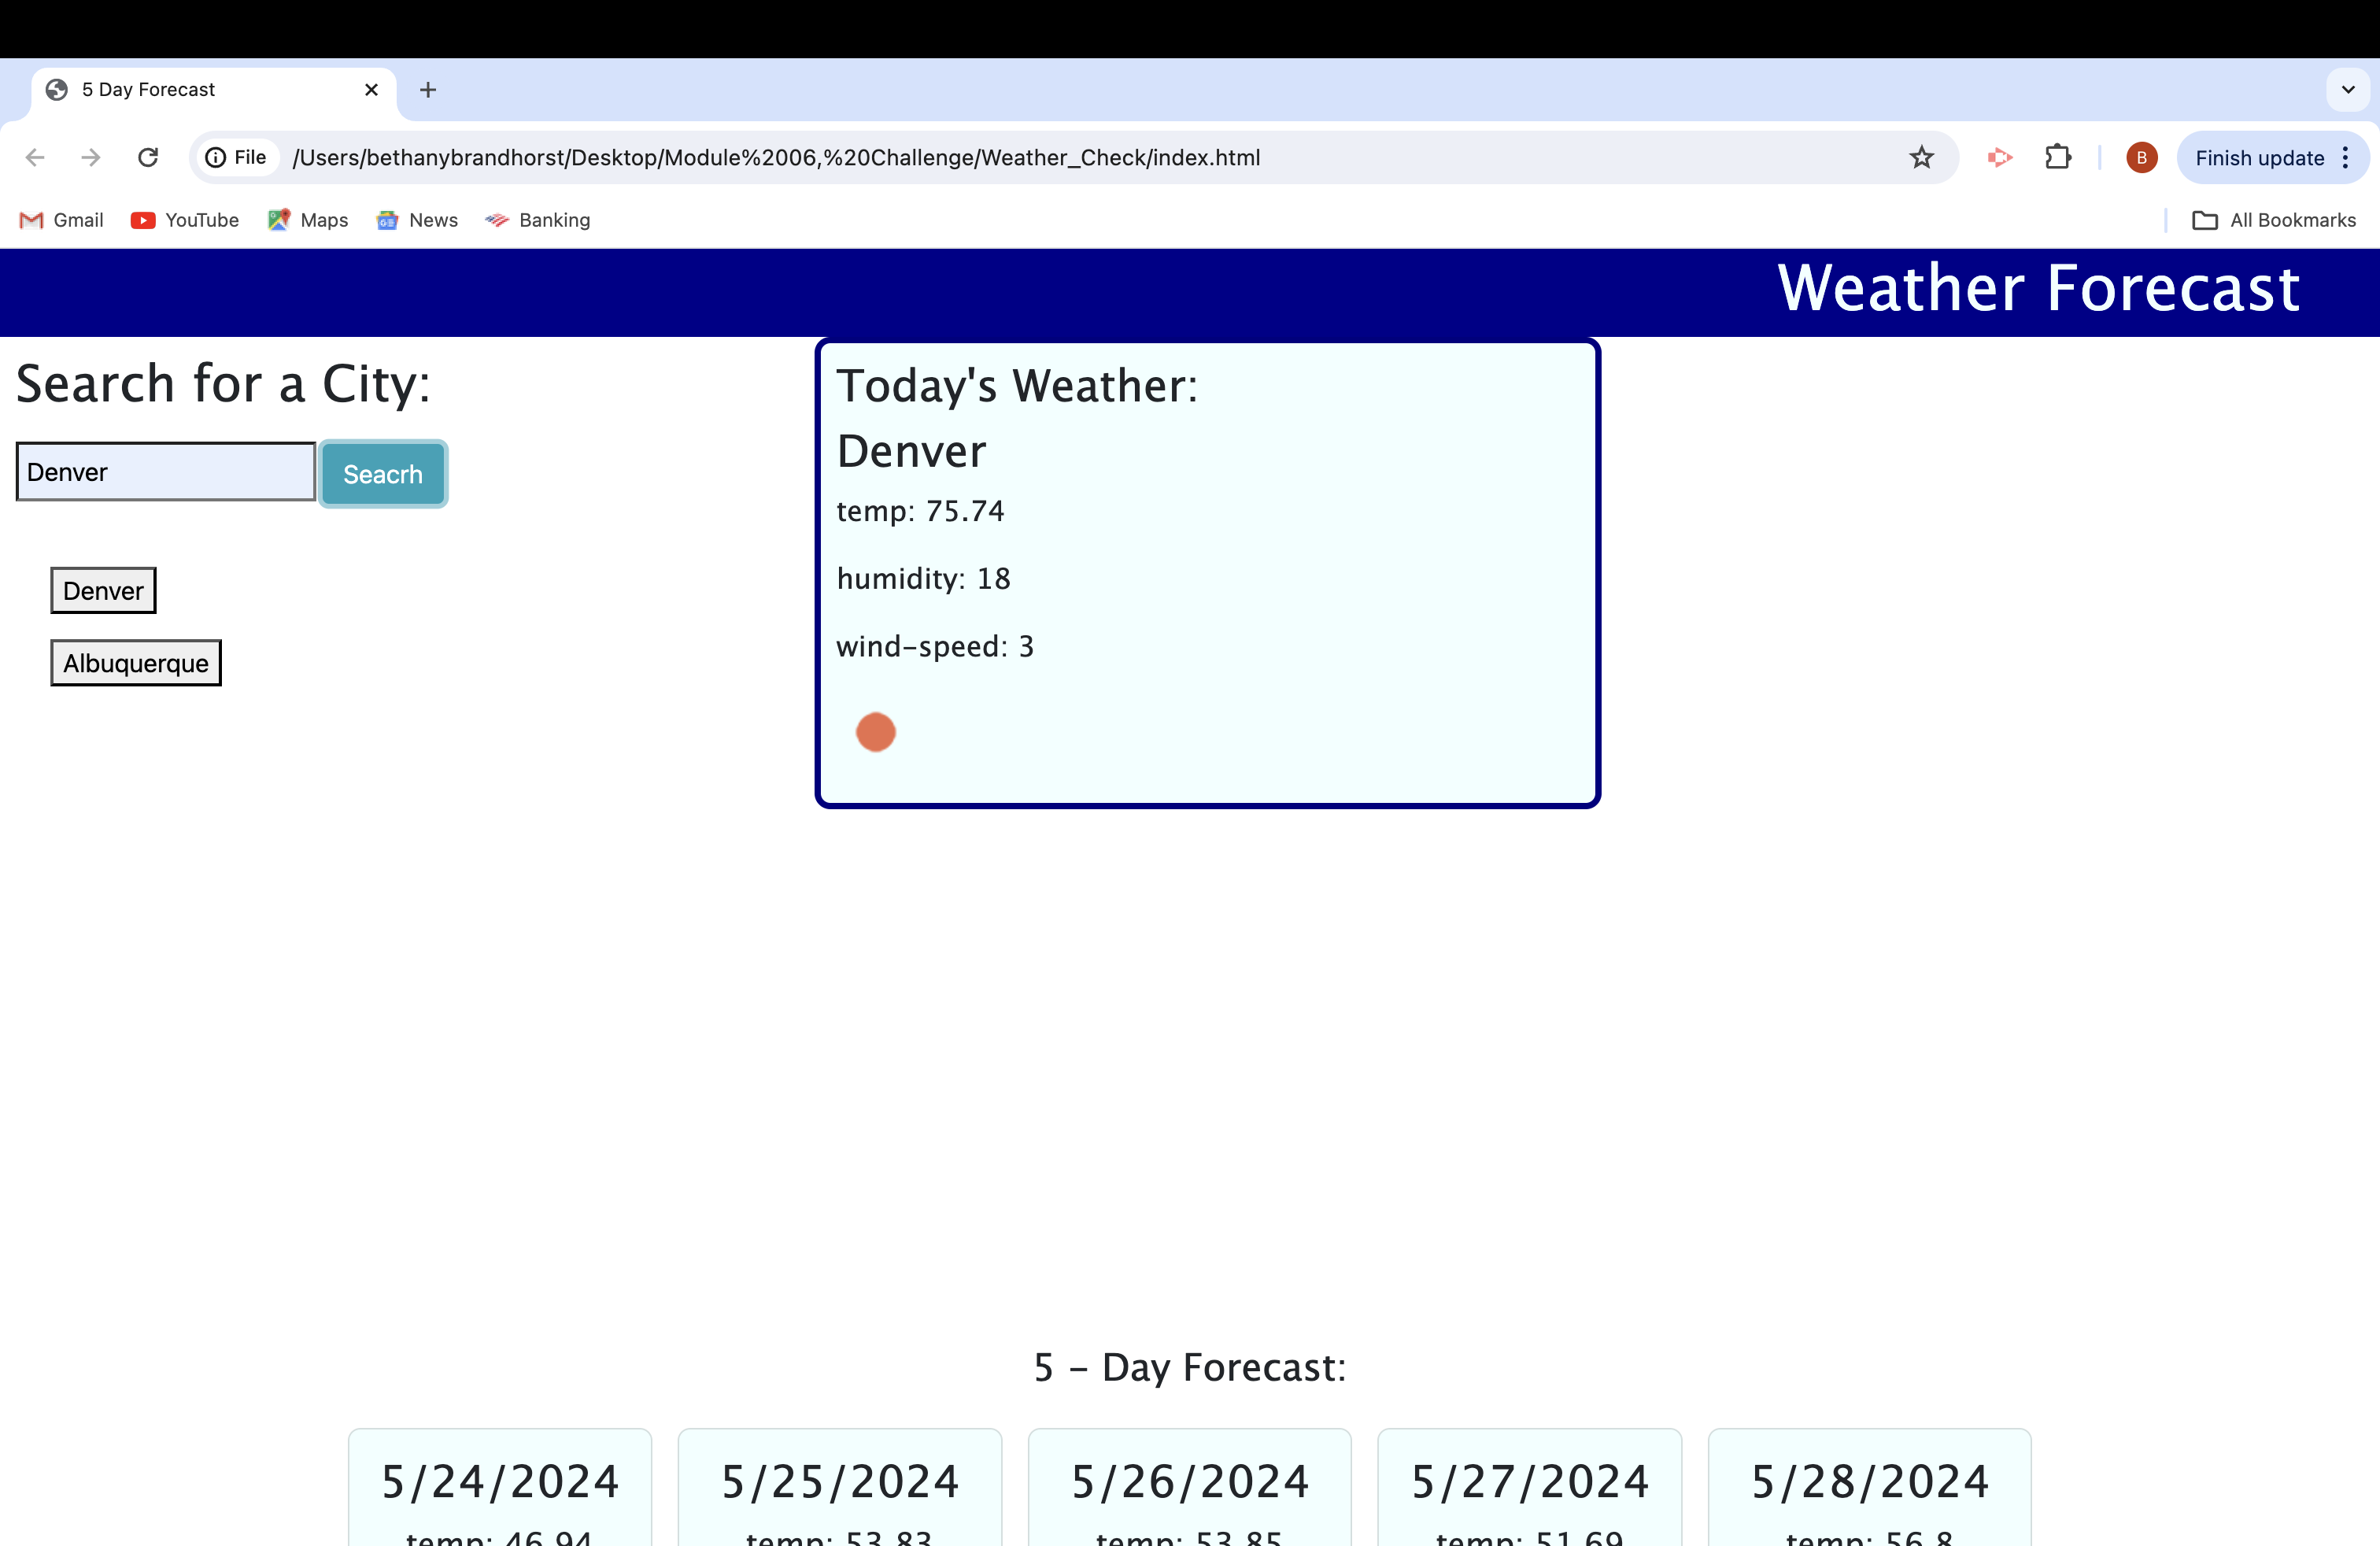 5 Day Forecast
File /Users/bethanybrandhorst/Desktop/Module%2006,%20Challenge/Weather_Check/index.html B Finish update
Gmail YouTube Maps News Banking All Bookmarks
Weather Forecast
Search for a City:
Denver Seacrh
Denver
Albuquerque
Today's Weather:
Denver
temp: 75.74
humidity: 18
wind-speed: 3
5 - Day Forecast:
5/24/2024 5/25/2024 5/26/2024 5/27/2024 5/28/2024
temp: 46.94 temp: 53.83 temp: 53.85 temp: 51.69 temp: 56.8